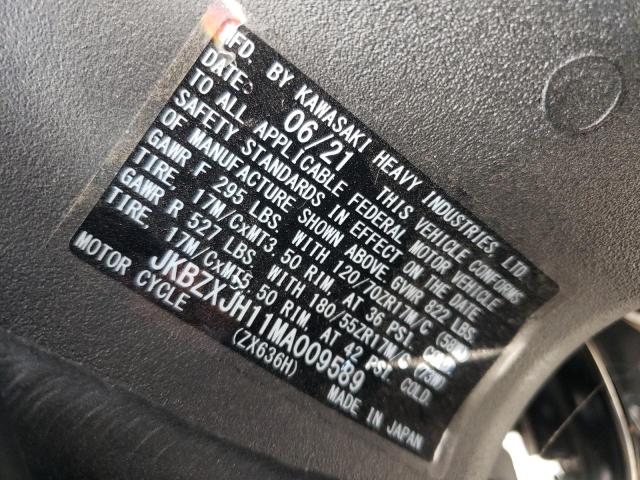 MFD. BY KAWASAKI HEAVY INDUSTRIES, LTD.
DATE: 06/21 THIS VEHICLE CONFORMS
TO ALL APPLICABLE FEDERAL MOTOR VEHICLE
SAFETY STANDARDS IN EFFECT ON THE DATE
OF MANUFACTURE SHOWN ABOVE. GVWR 822 LBS.
GAWR F 295 LBS. WITH 120/70ZR17M/C (58W)
TIRE, 17M/CxMT3.50 RIM, AT 36 PSI. COLD.
GAWR R 527 LBS. WITH 180/55ZR17M/C (73W)
TIRE, 17M/CxMT5.50 RIM, AT 42 PSI. COLD.
JKBZXJH11MA009589
MOTOR CYCLE (ZX636H) MADE IN JAPAN